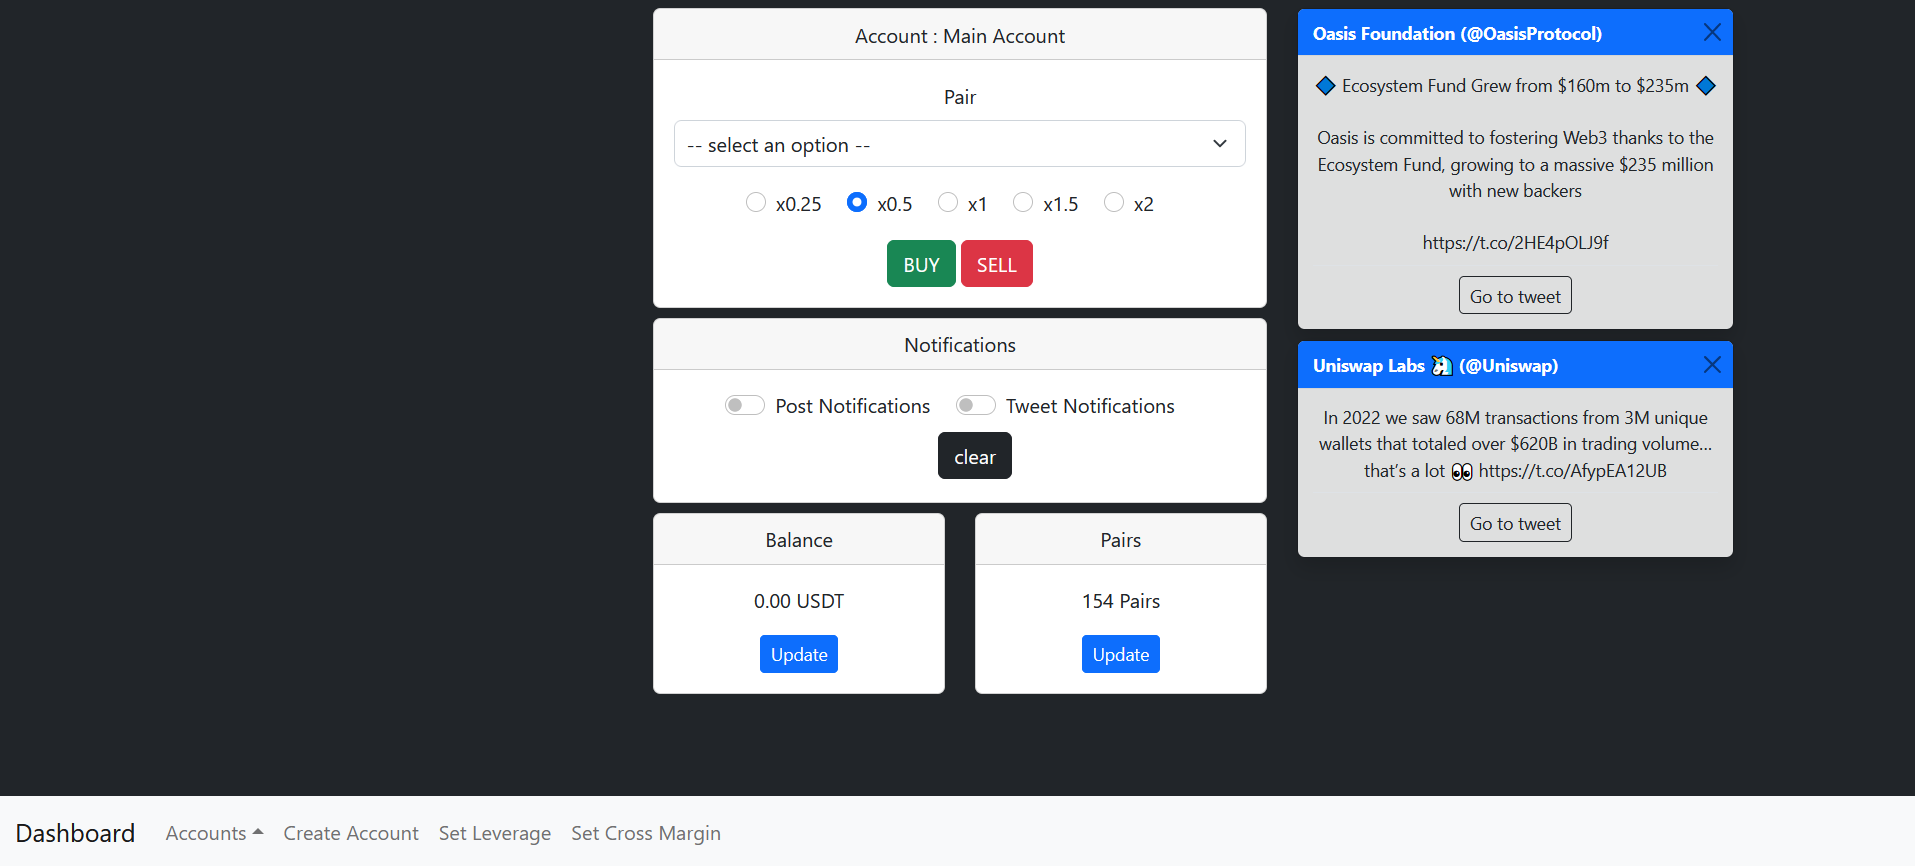 Account : Main Account
Pair
-- select an option --
x0.25 x0.5 x1 x1.5 x2
BUY SELL
Notifications
Post Notifications Tweet Notifications
clear
Balance
0.00 USDT
Update
Pairs
154 Pairs
Update
Oasis Foundation (@OasisProtocol)
🔷 Ecosystem Fund Grew from $160m to $235m 🔷
Oasis is committed to fostering Web3 thanks to the
Ecosystem Fund, growing to a massive $235 million
with new backers
https://t.co/2HE4pOLJ9f
Go to tweet
Uniswap Labs 🦄 (@Uniswap)
In 2022 we saw 68M transactions from 3M unique
wallets that totaled over $620B in trading volume…
that’s a lot 👀 https://t.co/AfypEA12UB
Go to tweet
Dashboard Accounts Create Account Set Leverage Set Cross Margin